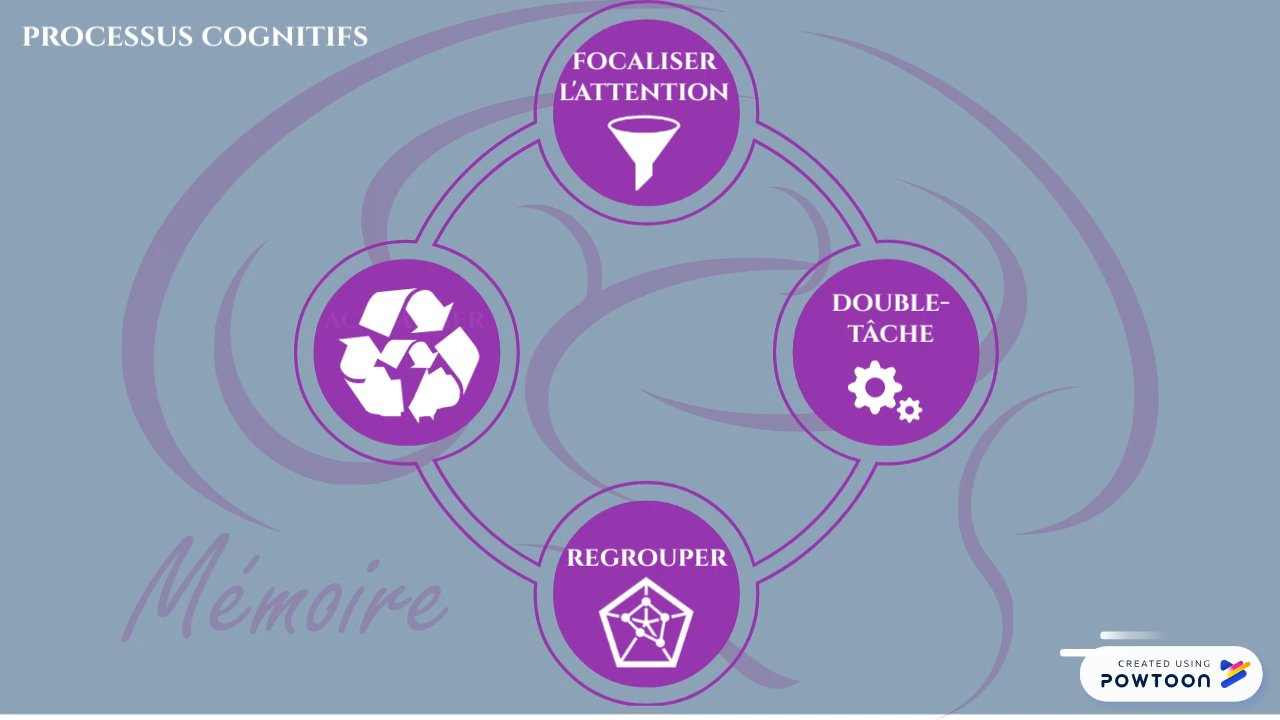 PROCESSUS COGNITIFS
FOCALISER
L'ATTENTION
DOUBLE-
TÂCHE
REGROUPER
Mémoire
CREATED USING
POWTOON